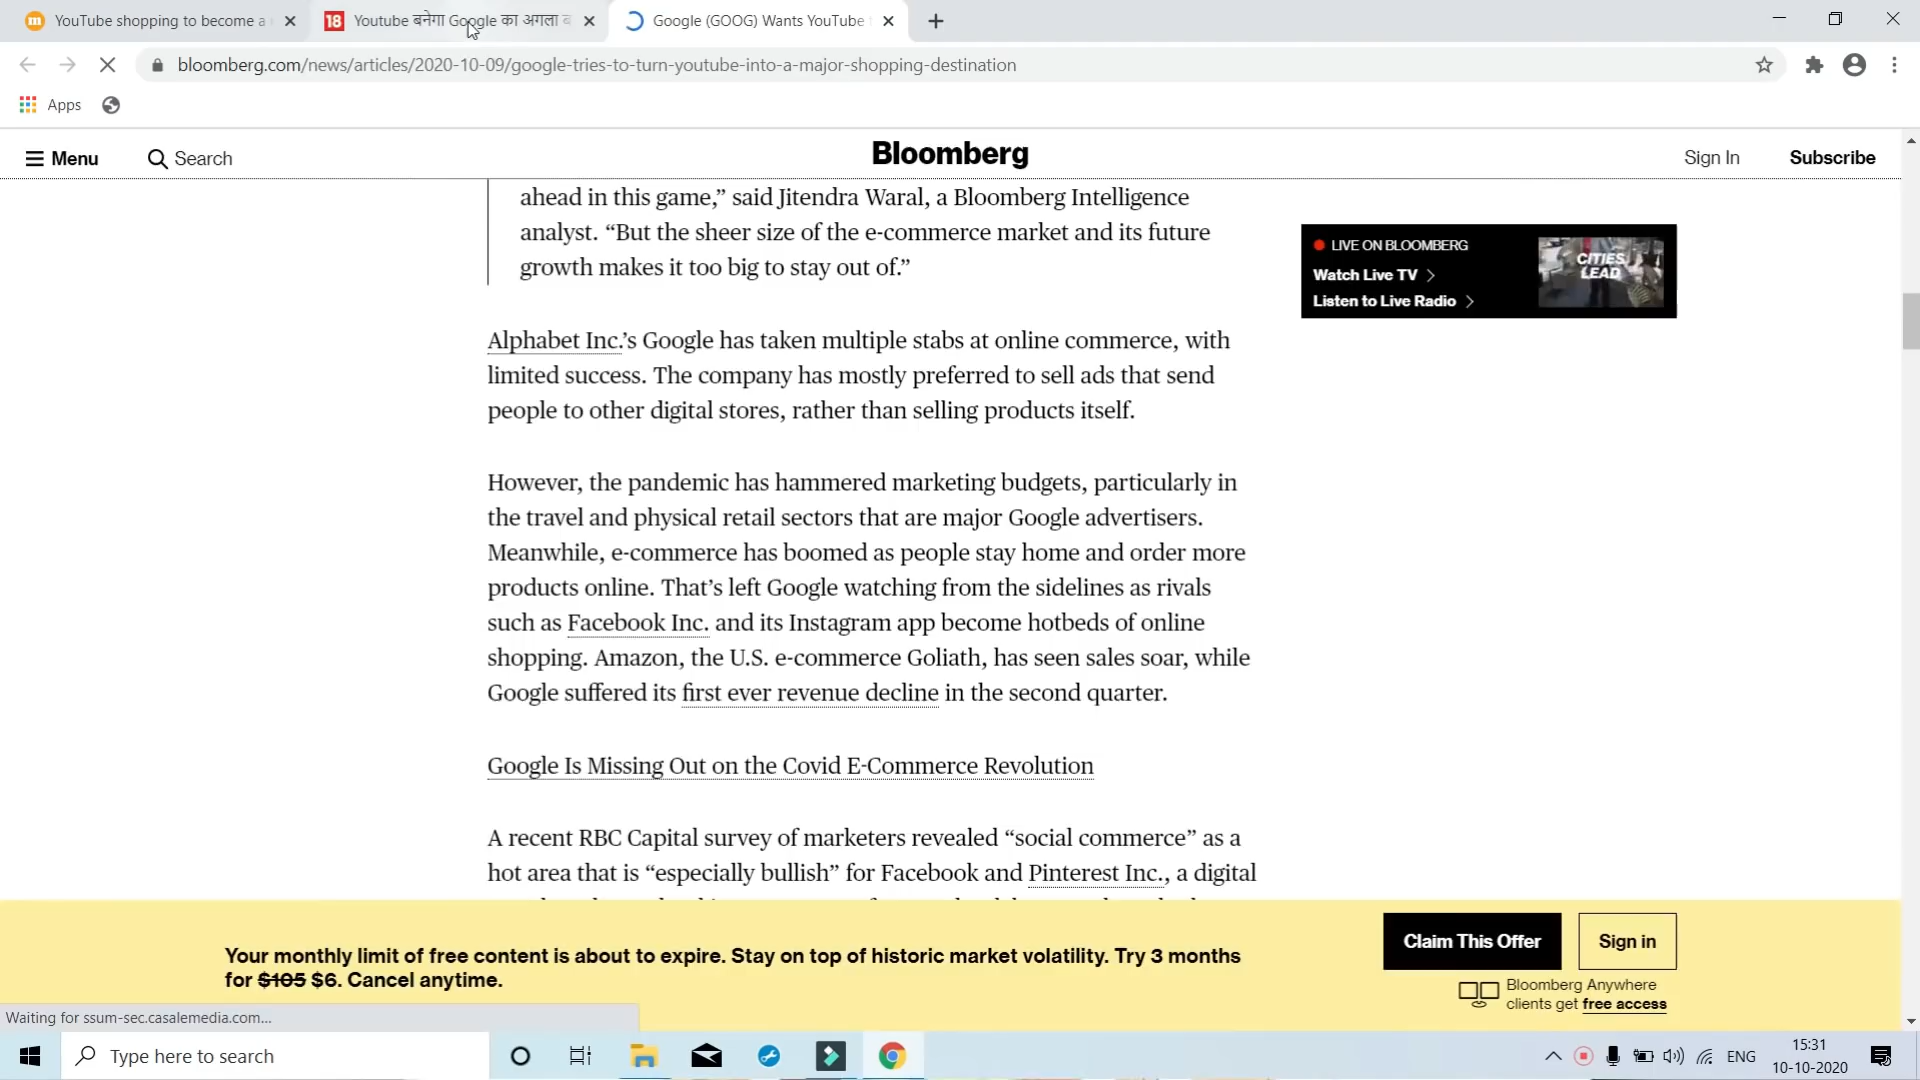 YouTube shopping to become a
18 Youtube बनेगा Google का अगला
Google (GOOG) Wants YouTube
bloomberg.com/news/articles/2020-10-09/google-tries-to-turn-youtube-into-a-major-shopping-destination
Apps
Menu
Search
Bloomberg
Sign In
Subscribe
ahead in this game,” said Jitendra Waral, a Bloomberg Intelligence
analyst. “But the sheer size of the e-commerce market and its future
growth makes it too big to stay out of.”
LIVE ON BLOOMBERG
Watch Live TV
Listen to Live Radio
CITIES
LEAD
Alphabet Inc.’s Google has taken multiple stabs at online commerce, with
limited success. The company has mostly preferred to sell ads that send
people to other digital stores, rather than selling products itself.
However, the pandemic has hammered marketing budgets, particularly in
the travel and physical retail sectors that are major Google advertisers.
Meanwhile, e-commerce has boomed as people stay home and order more
products online. That’s left Google watching from the sidelines as rivals
such as Facebook Inc. and its Instagram app become hotbeds of online
shopping. Amazon, the U.S. e-commerce Goliath, has seen sales soar, while
Google suffered its first ever revenue decline in the second quarter.
Google Is Missing Out on the Covid E-Commerce Revolution
A recent RBC Capital survey of marketers revealed “social commerce” as a
hot area that is “especially bullish” for Facebook and Pinterest Inc., a digital
Your monthly limit of free content is about to expire. Stay on top of historic market volatility. Try 3 months
for $105 $6. Cancel anytime.
Claim This Offer
Sign in
Bloomberg Anywhere
clients get free access
Waiting for ssum-sec.casalemedia.com...
Type here to search
ENG
15:31
10-10-2020